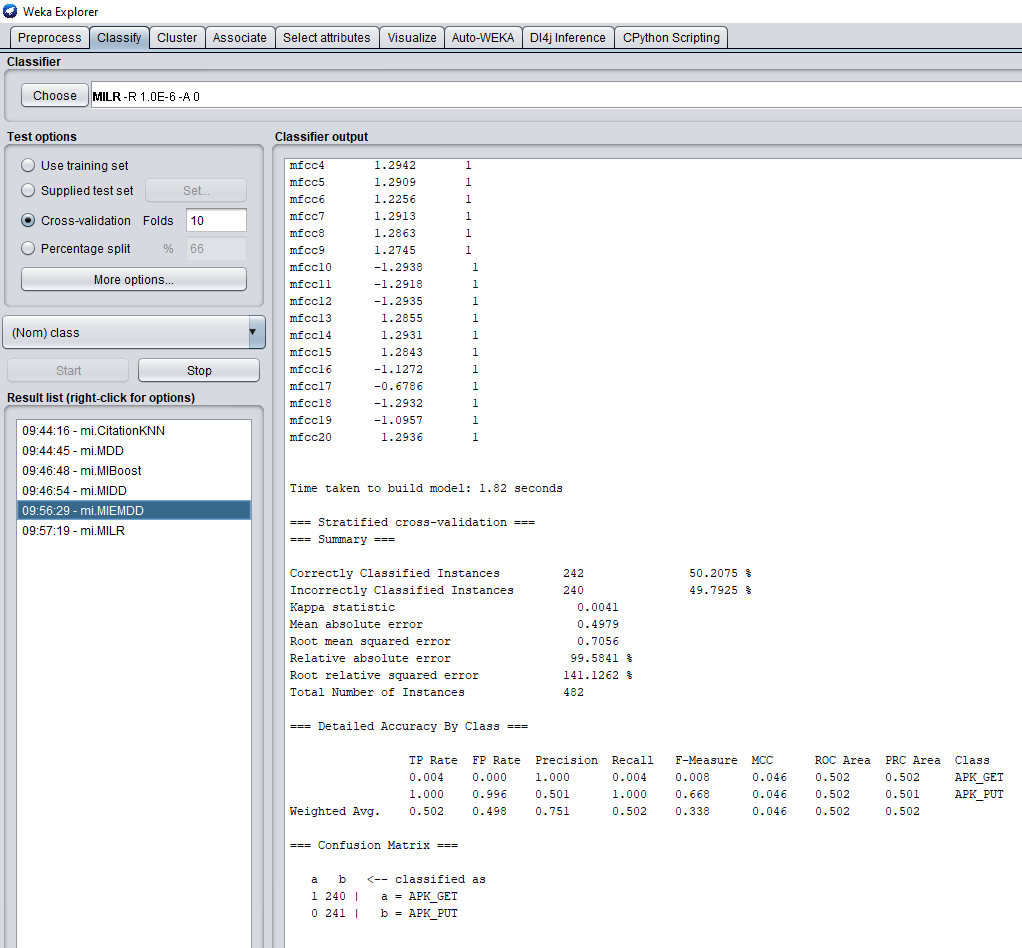 Weka Explorer
Preprocess Classify Cluster Associate Select attributes Visualize Auto-WEKA Dl4j Inference CPython Scripting
Classifier
Choose MILR -R 1.0E-6 -A 0
Test options
Use training set
Supplied test set Set...
Cross-validation Folds 10
Percentage split % 66
More options...
(Nom) class
Start Stop
Result list (right-click for options)
09:44:16 - mi.CitationKNN
09:44:45 - mi.MDD
09:46:48 - mi.MIBoost
09:46:54 - mi.MIDD
09:56:29 - mi.MIEMDD
09:57:19 - mi.MILR
Classifier output
mfcc4 1.2942 1
mfcc5 1.2909 1
mfcc6 1.2256 1
mfcc7 1.2913 1
mfcc8 1.2863 1
mfcc9 1.2745 1
mfcc10 -1.2938 1
mfcc11 -1.2918 1
mfcc12 -1.2935 1
mfcc13 1.2855 1
mfcc14 1.2931 1
mfcc15 1.2843 1
mfcc16 -1.1272 1
mfcc17 -0.6786 1
mfcc18 -1.2932 1
mfcc19 -1.0957 1
mfcc20 1.2936 1
Time taken to build model: 1.82 seconds
=== Stratified cross-validation ===
=== Summary ===
Correctly Classified Instances 242 50.2075 %
Incorrectly Classified Instances 240 49.7925 %
Kappa statistic 0.0041
Mean absolute error 0.4979
Root mean squared error 0.7056
Relative absolute error 99.5841 %
Root relative squared error 141.1262 %
Total Number of Instances 482
=== Detailed Accuracy By Class ===
TP Rate FP Rate Precision Recall F-Measure MCC ROC Area PRC Area Class
0.004 0.000 1.000 0.004 0.008 0.046 0.502 0.502 APK_GET
1.000 0.996 0.501 1.000 0.668 0.046 0.502 0.501 APK_PUT
Weighted Avg. 0.502 0.498 0.751 0.502 0.338 0.046 0.502 0.502
=== Confusion Matrix ===
a b <-- classified as
1 240 | a = APK_GET
0 241 | b = APK_PUT